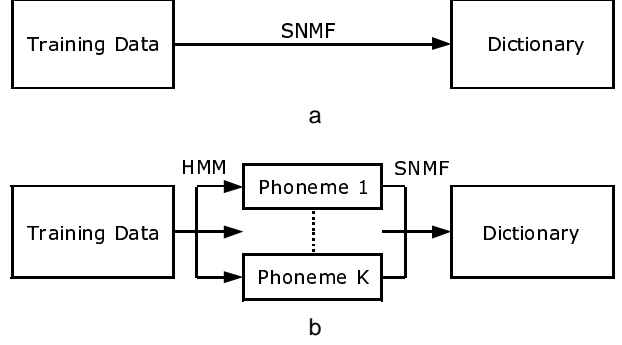 SNMF
Training Data
Dictionary
a
HMM
SNMF
Phoneme 1
Training Data
Dictionary
Phoneme K
b